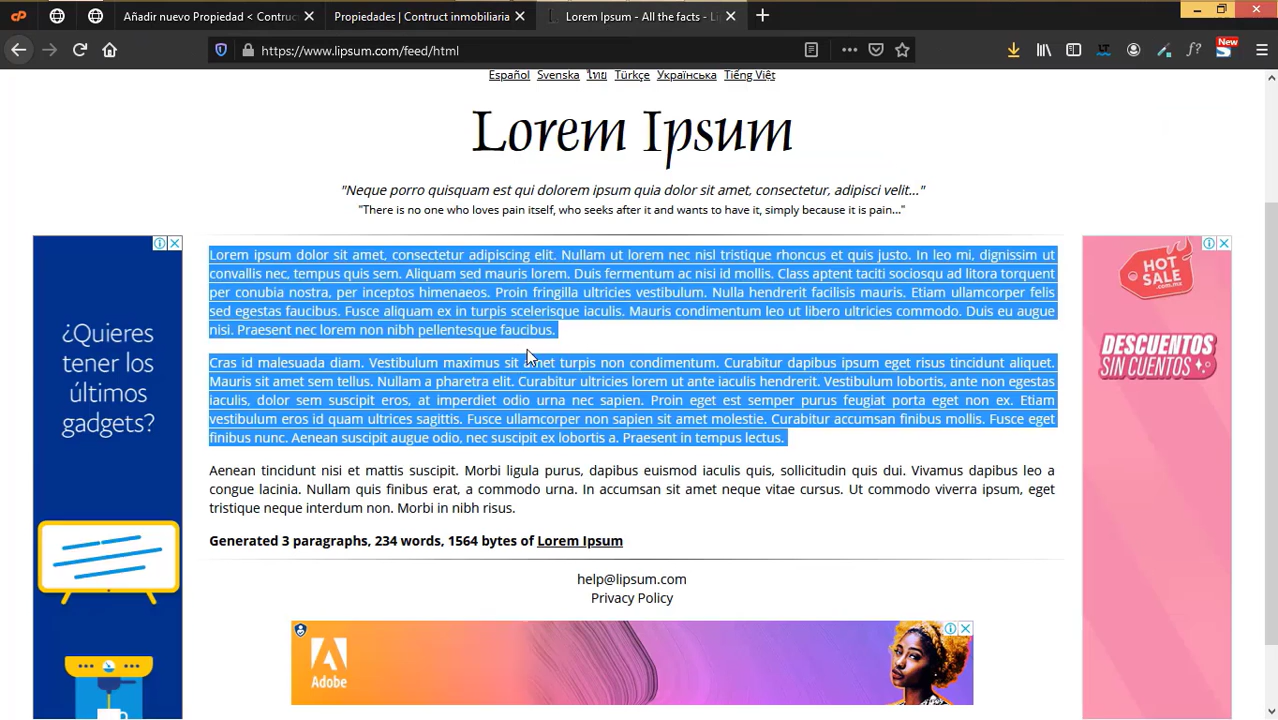 Añadir nuevo Propiedad < Contruc
Propiedades | Contruct inmobiliaria
Lorem Ipsum - All the facts - Li
https://www.lipsum.com/feed/html
New
Español Svenska ไทย Türkçe Українська Tiếng Việt
Lorem Ipsum
"Neque porro quisquam est qui dolorem ipsum quia dolor sit amet, consectetur, adipisci velit..."
"There is no one who loves pain itself, who seeks after it and wants to have it, simply because it is pain..."
Lorem ipsum dolor sit amet, consectetur adipiscing elit. Nullam ut lorem nec nisl tristique rhoncus et quis justo. In leo mi, dignissim ut
convallis nec, tempus quis sem. Aliquam sed mauris lorem. Duis fermentum ac nisi id mollis. Class aptent taciti sociosqu ad litora torquent
per conubia nostra, per inceptos himenaeos. Proin fringilla ultricies vestibulum. Nulla hendrerit facilisis mauris. Etiam ullamcorper felis
sed egestas faucibus. Fusce aliquam ex in turpis scelerisque iaculis. Mauris condimentum leo ut libero ultricies commodo. Duis eu augue
nisi. Praesent nec lorem non nibh pellentesque faucibus.
Cras id malesuada diam. Vestibulum maximus sit amet turpis non condimentum. Curabitur dapibus ipsum eget risus tincidunt aliquet.
Mauris sit amet sem tellus. Nullam a pharetra elit. Curabitur ultricies lorem ut ante iaculis hendrerit. Vestibulum lobortis, ante non egestas
iaculis, dolor sem suscipit eros, at imperdiet odio urna nec sapien. Proin eget est semper purus feugiat porta eget non ex. Etiam
vestibulum eros id quam ultrices sagittis. Fusce ullamcorper non sapien sit amet molestie. Curabitur accumsan finibus mollis. Fusce eget
finibus nunc. Aenean suscipit augue odio, nec suscipit ex lobortis a. Praesent in tempus lectus.
Aenean tincidunt nisi et mattis suscipit. Morbi ligula purus, dapibus euismod iaculis quis, sollicitudin quis dui. Vivamus dapibus leo a
congue lacinia. Nullam quis finibus erat, a commodo urna. In accumsan sit amet neque vitae cursus. Ut commodo viverra ipsum, eget
tristique neque interdum non. Morbi in nibh risus.
Generated 3 paragraphs, 234 words, 1564 bytes of Lorem Ipsum
help@lipsum.com
Privacy Policy
¿Quieres
tener los
últimos
gadgets?
HOT
SALE
.com.mx
DESCUENTOS
SIN CUENTOS
Adobe